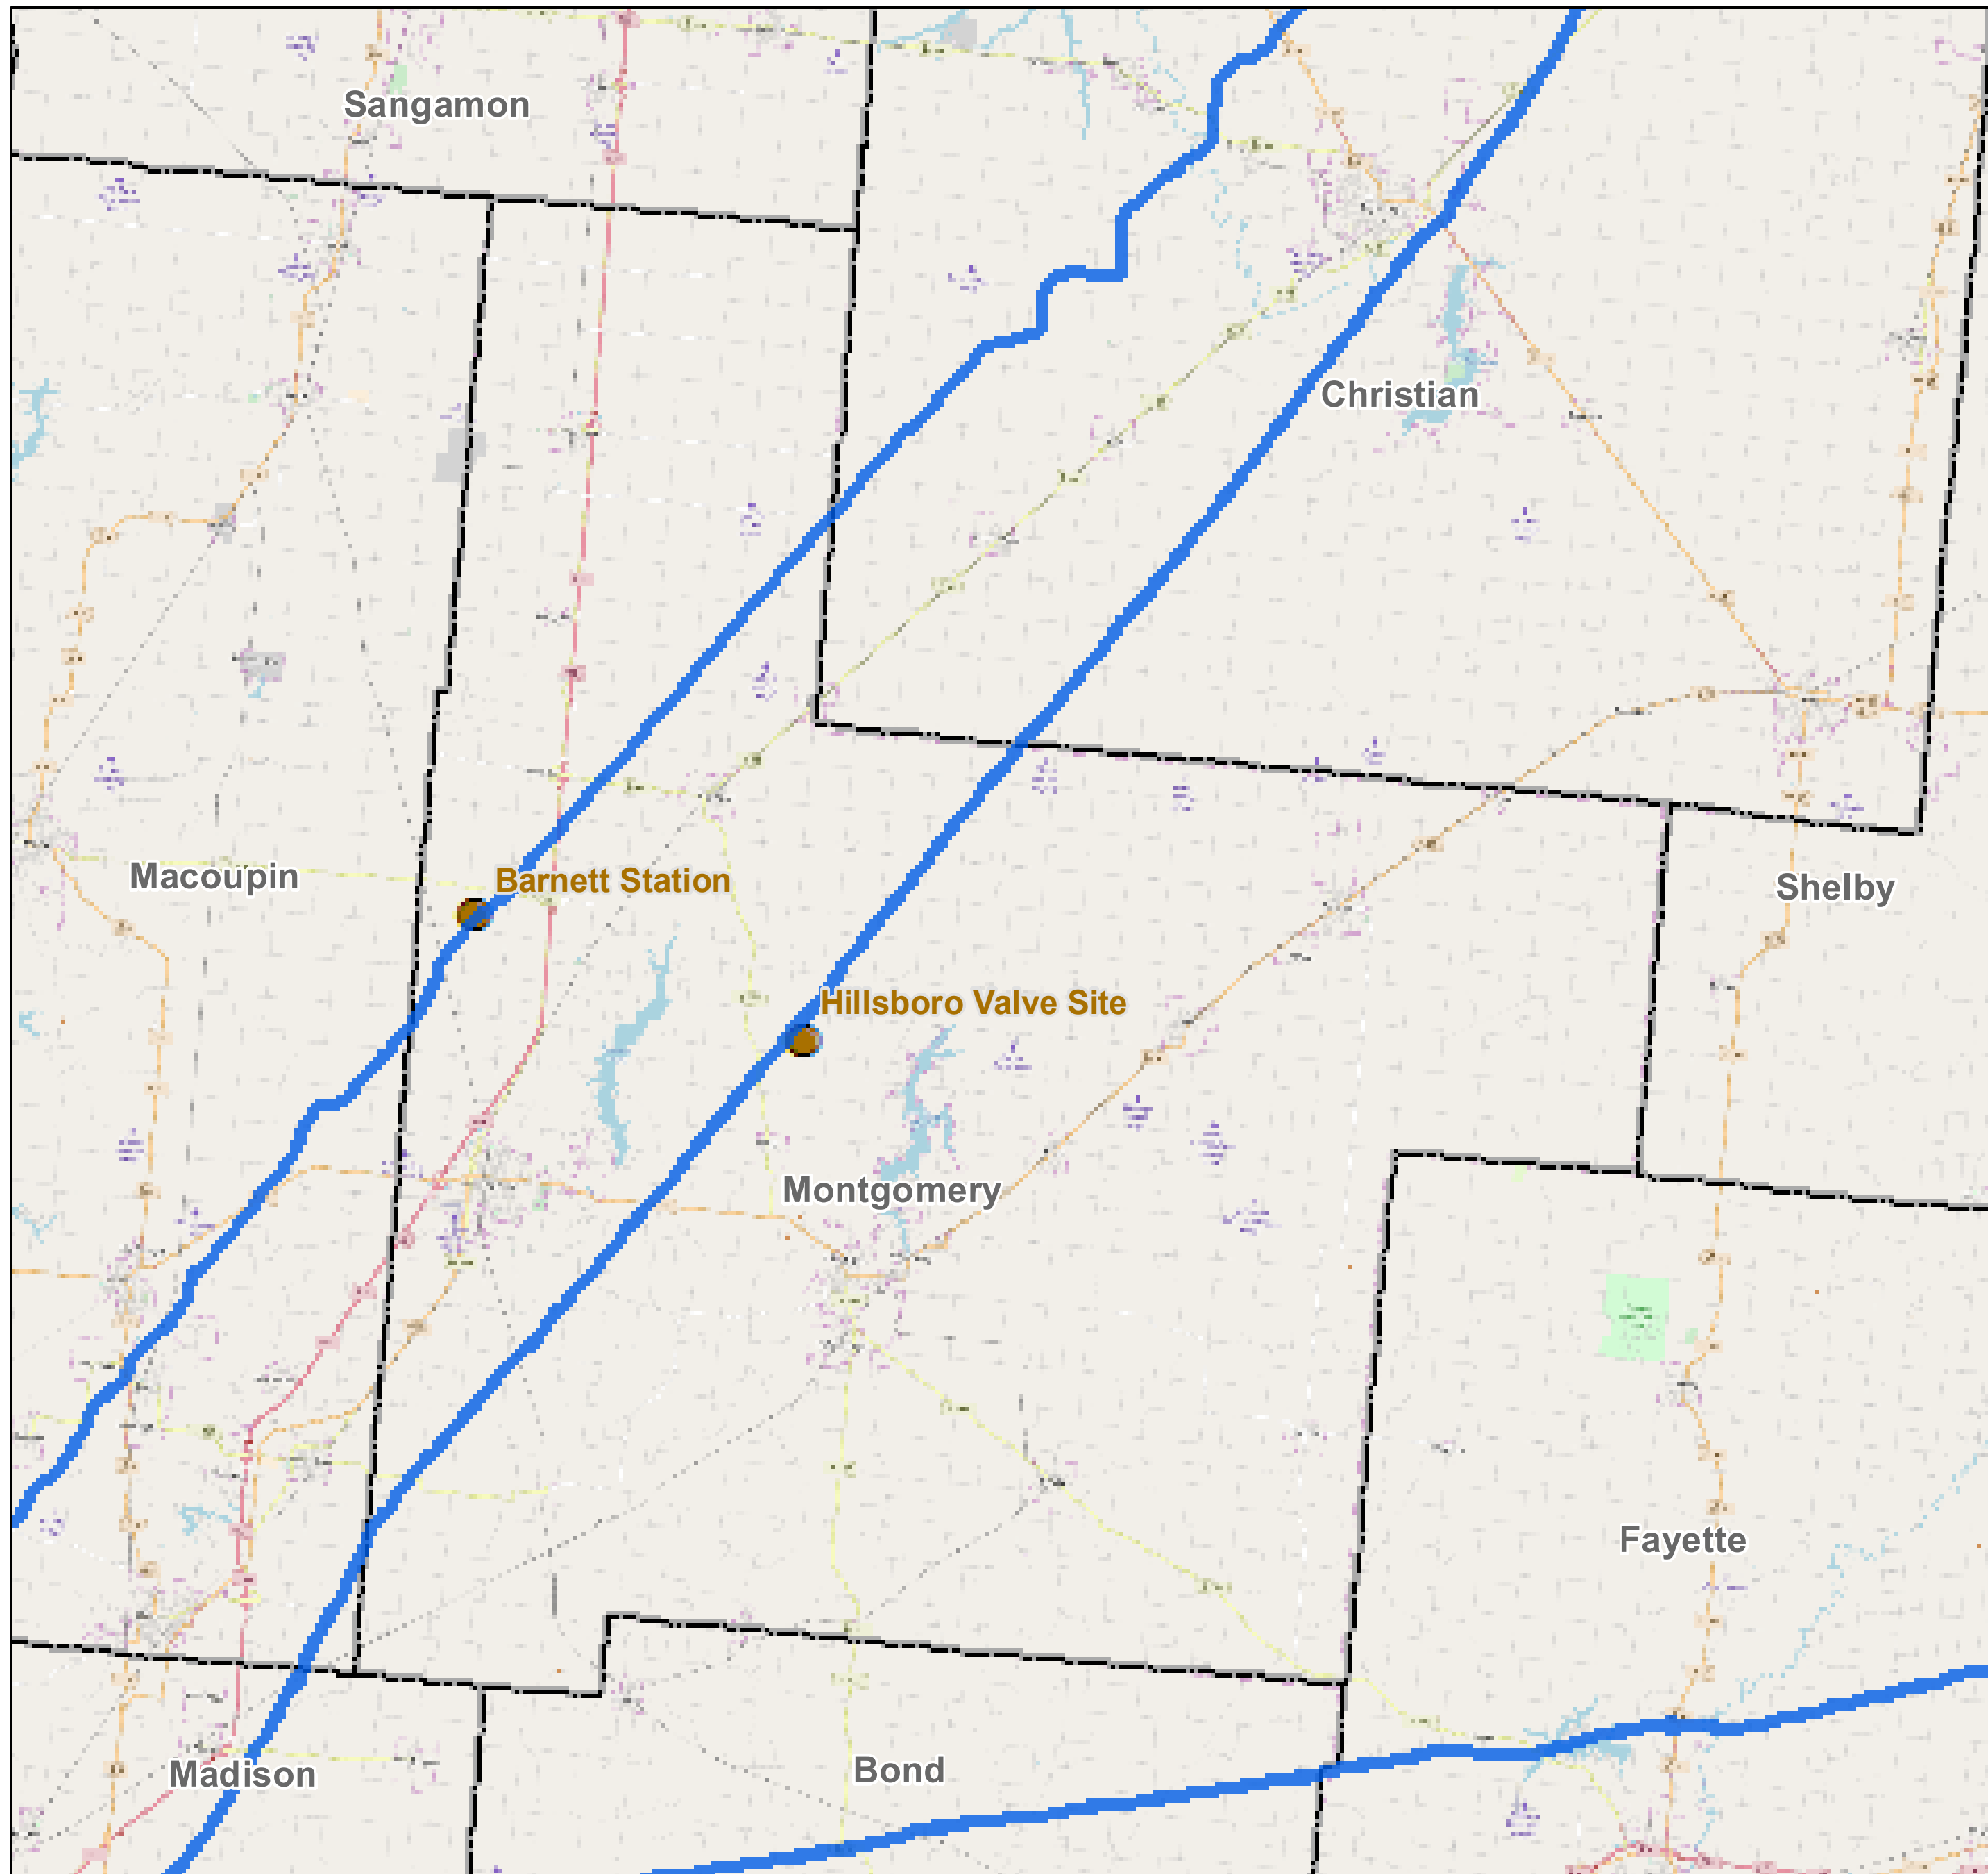 Sangamon
Christian
Macoupin
Barnett Station
Shelby
Hillsboro Valve Site
Montgomery
Fayette
Madison
Bond